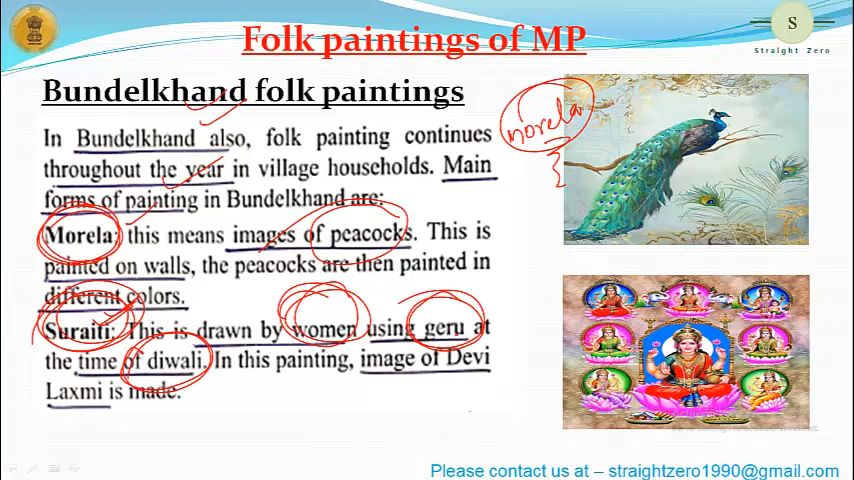 Folk paintings of MP
S
Straight Zero
Bundelkhand folk paintings
In Bundelkhand also, folk painting continues
throughout the year in village households. Main
forms of painting in Bundelkhand are:
Morela: this means images of peacocks. This is
painted on walls, the peacocks are then painted in
different colors.
Suraiti: This is drawn by women using geru at
the time of diwali. In this painting, image of Devi
Laxmi is made.
morela
Please contact us at – straightzero1990@gmail.com